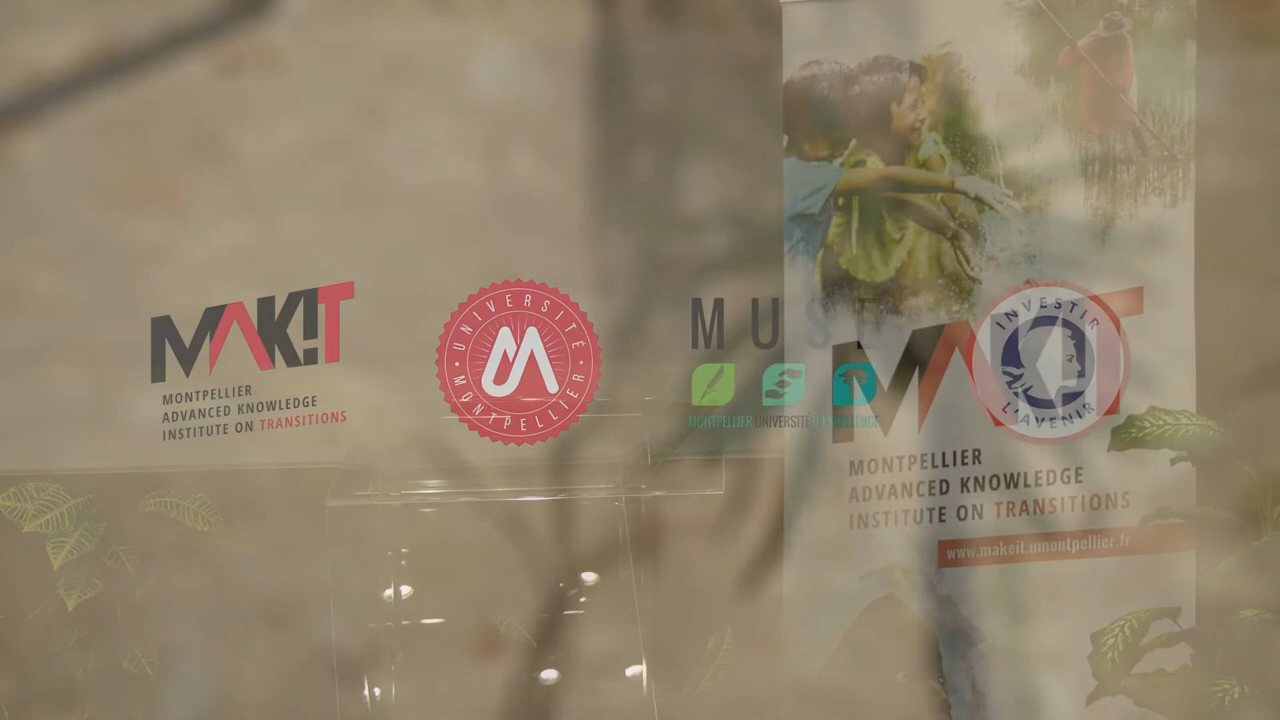 MAK!T
MONTPELLIER
ADVANCED KNOWLEDGE
INSTITUTE ON TRANSITIONS
UNIVERSITÉ
MONTPELLIER
MUSE
MONTPELLIER UNIVERSITÉ D'EXCELLENCE
INVESTIR
L'AVENIR
MAK!T
MONTPELLIER
ADVANCED KNOWLEDGE
INSTITUTE ON TRANSITIONS
www.makeit.umontpellier.fr